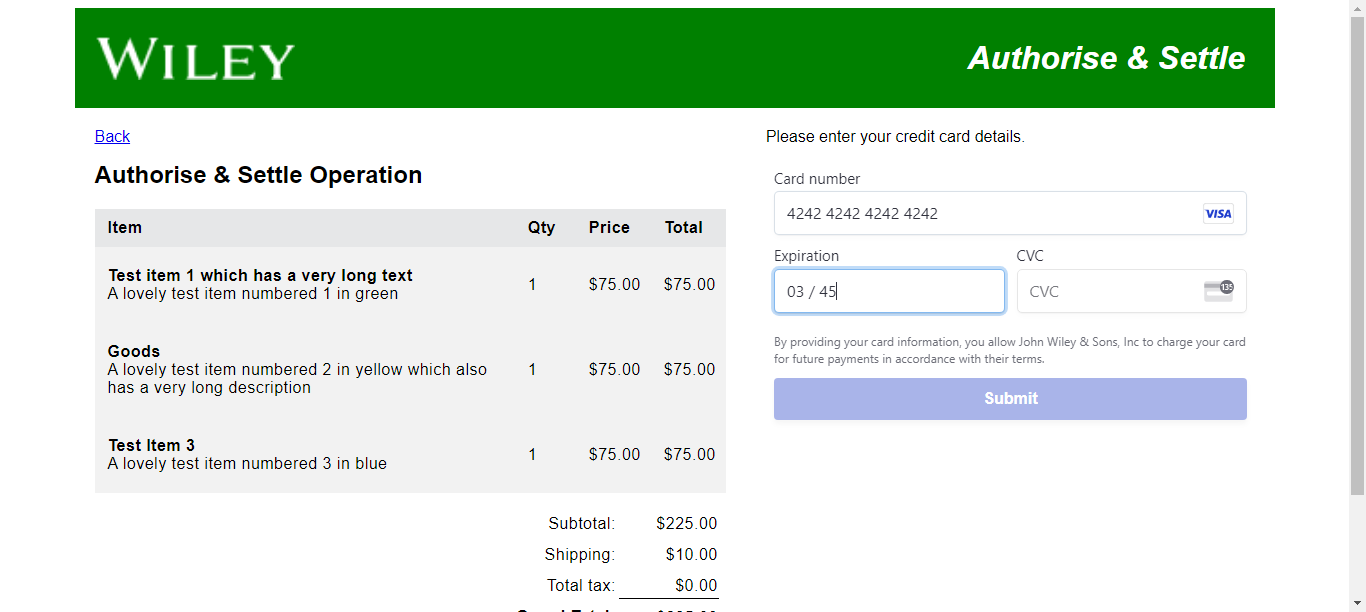 WILEY
Authorise & Settle
Back
Authorise & Settle Operation
Item Qty Price Total
Test item 1 which has a very long text
A lovely test item numbered 1 in green
1 $75.00 $75.00
Goods
A lovely test item numbered 2 in yellow which also
has a very long description
1 $75.00 $75.00
Test Item 3
A lovely test item numbered 3 in blue
1 $75.00 $75.00
Subtotal: $225.00
Shipping: $10.00
Total tax: $0.00
Please enter your credit card details.
Card number
4242 4242 4242 4242 VISA
Expiration CVC
03 / 45 CVC 135
By providing your card information, you allow John Wiley & Sons, Inc to charge your card
for future payments in accordance with their terms.
Submit